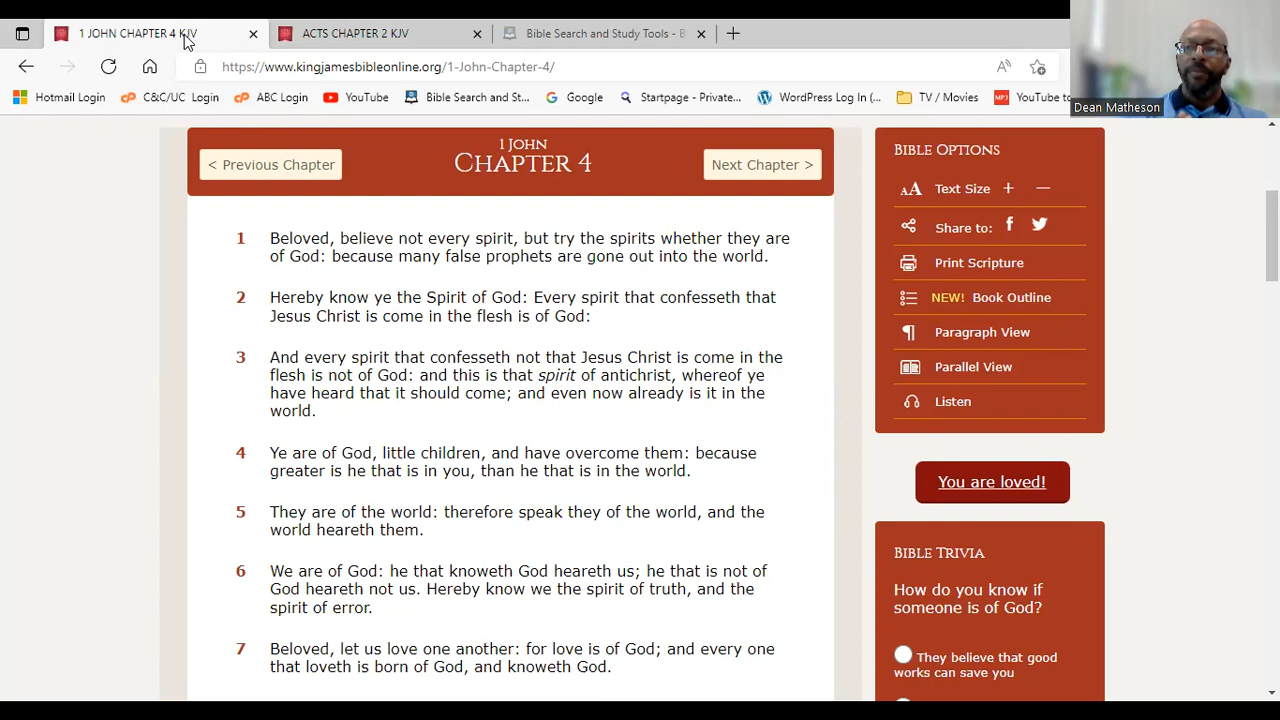 1 JOHN CHAPTER 4 KJV
ACTS CHAPTER 2 KJV
Bible Search and Study Tools - B
https://www.kingjamesbibleonline.org/1-John-Chapter-4/
Hotmail Login
C&C/UC Login
ABC Login
YouTube
Bible Search and St...
Google
Startpage - Private...
WordPress Log In (...
TV / Movies
YouTube to
Dean Matheson
1 John
Chapter 4
< Previous Chapter
Next Chapter >
1 Beloved, believe not every spirit, but try the spirits whether they are
of God: because many false prophets are gone out into the world.
2 Hereby know ye the Spirit of God: Every spirit that confesseth that
Jesus Christ is come in the flesh is of God:
3 And every spirit that confesseth not that Jesus Christ is come in the
flesh is not of God: and this is that spirit of antichrist, whereof ye
have heard that it should come; and even now already is it in the
world.
4 Ye are of God, little children, and have overcome them: because
greater is he that is in you, than he that is in the world.
5 They are of the world: therefore speak they of the world, and the
world heareth them.
6 We are of God: he that knoweth God heareth us; he that is not of
God heareth not us. Hereby know we the spirit of truth, and the
spirit of error.
7 Beloved, let us love one another: for love is of God; and every one
that loveth is born of God, and knoweth God.
Bible Options
AA Text Size + —
Share to:
Print Scripture
NEW! Book Outline
¶ Paragraph View
Parallel View
Listen
You are loved!
Bible Trivia
How do you know if
someone is of God?
They believe that good
works can save you